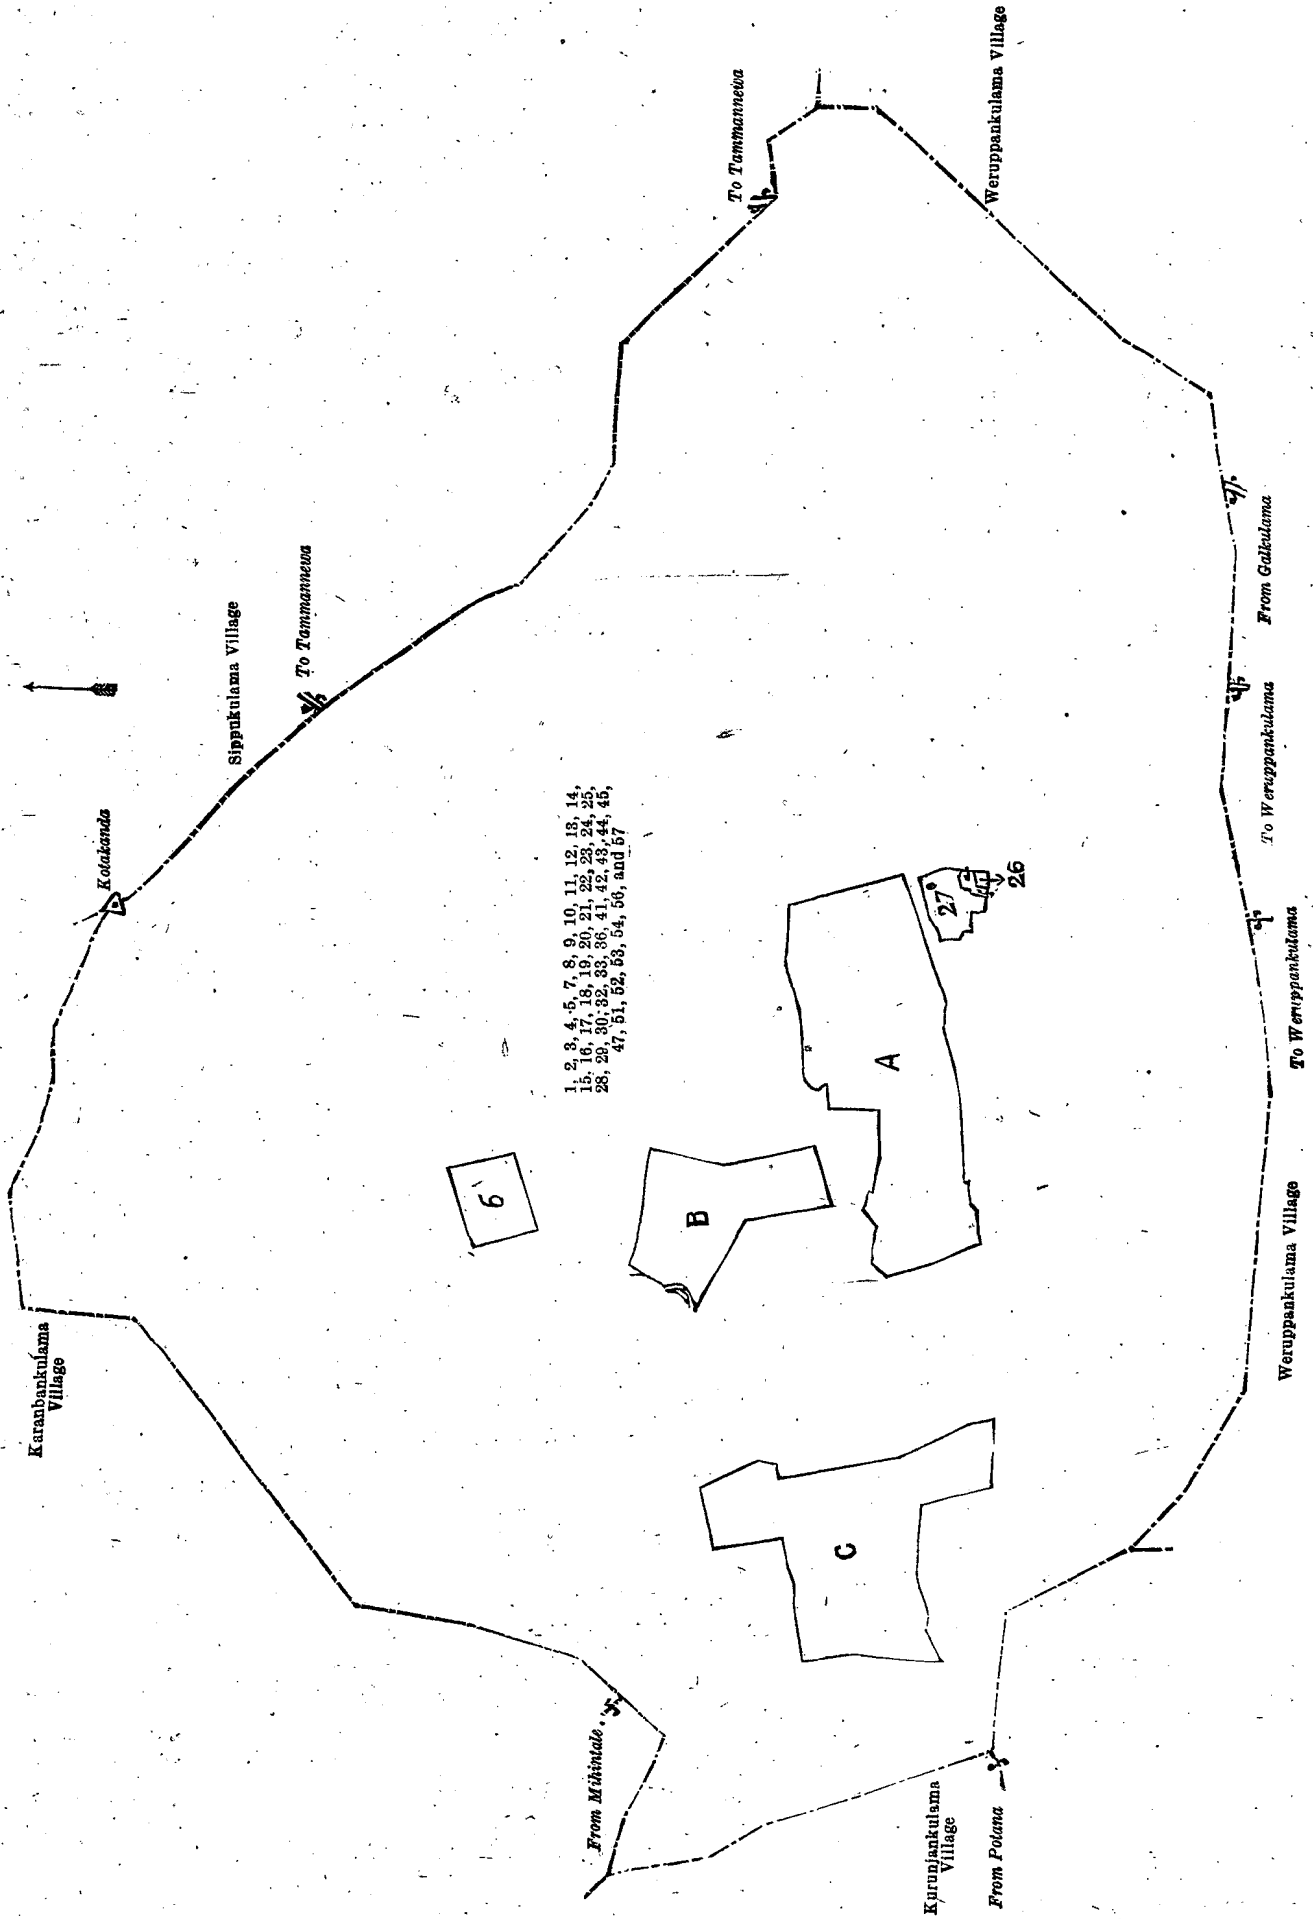 Karanbankulama
Village
Kotakanda
Sippukulama Village
To Tammannewa
To Tammannewa
Weruppankulama Village
1, 2, 3, 4, 5, 7, 8, 9, 10, 11, 12, 13, 14,
15, 16, 17, 18, 19, 20, 21, 22, 23, 24, 25,
28, 29, 30, 32, 33, 36, 41, 42, 43, 44, 45,
47, 51, 52, 53, 54, 56, and 57
6
B
A
C
27
26
From Mihintale
Kurunjankulama
Village
From Potana
Weruppankulama Village
To Weruppankulama
To Weruppankulama
From Galkulama